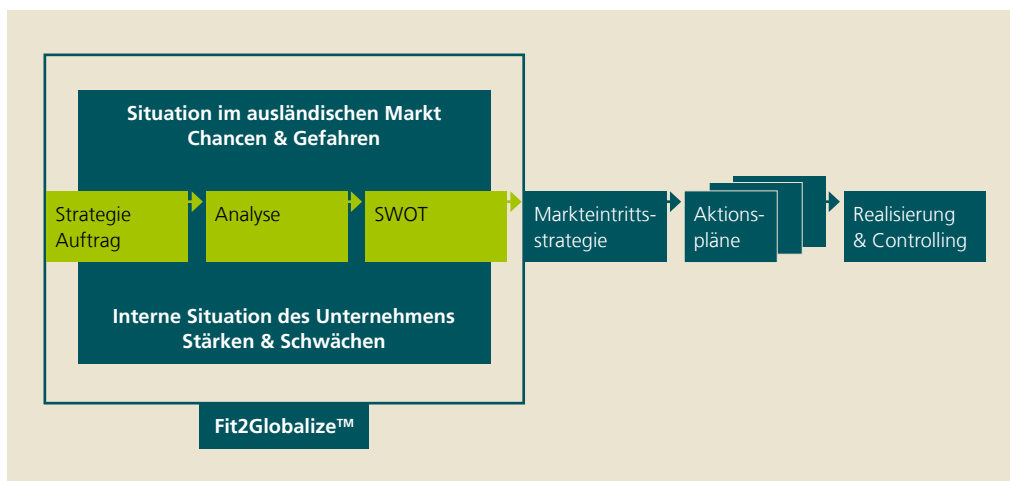 Situation im ausländischen Markt
Chancen & Gefahren
Strategie
Auftrag
Analyse
SWOT
Markteintritts-
strategie
Aktions-
pläne
Realisierung
& Controlling
Interne Situation des Unternehmens
Stärken & Schwächen
Fit2Globalize™